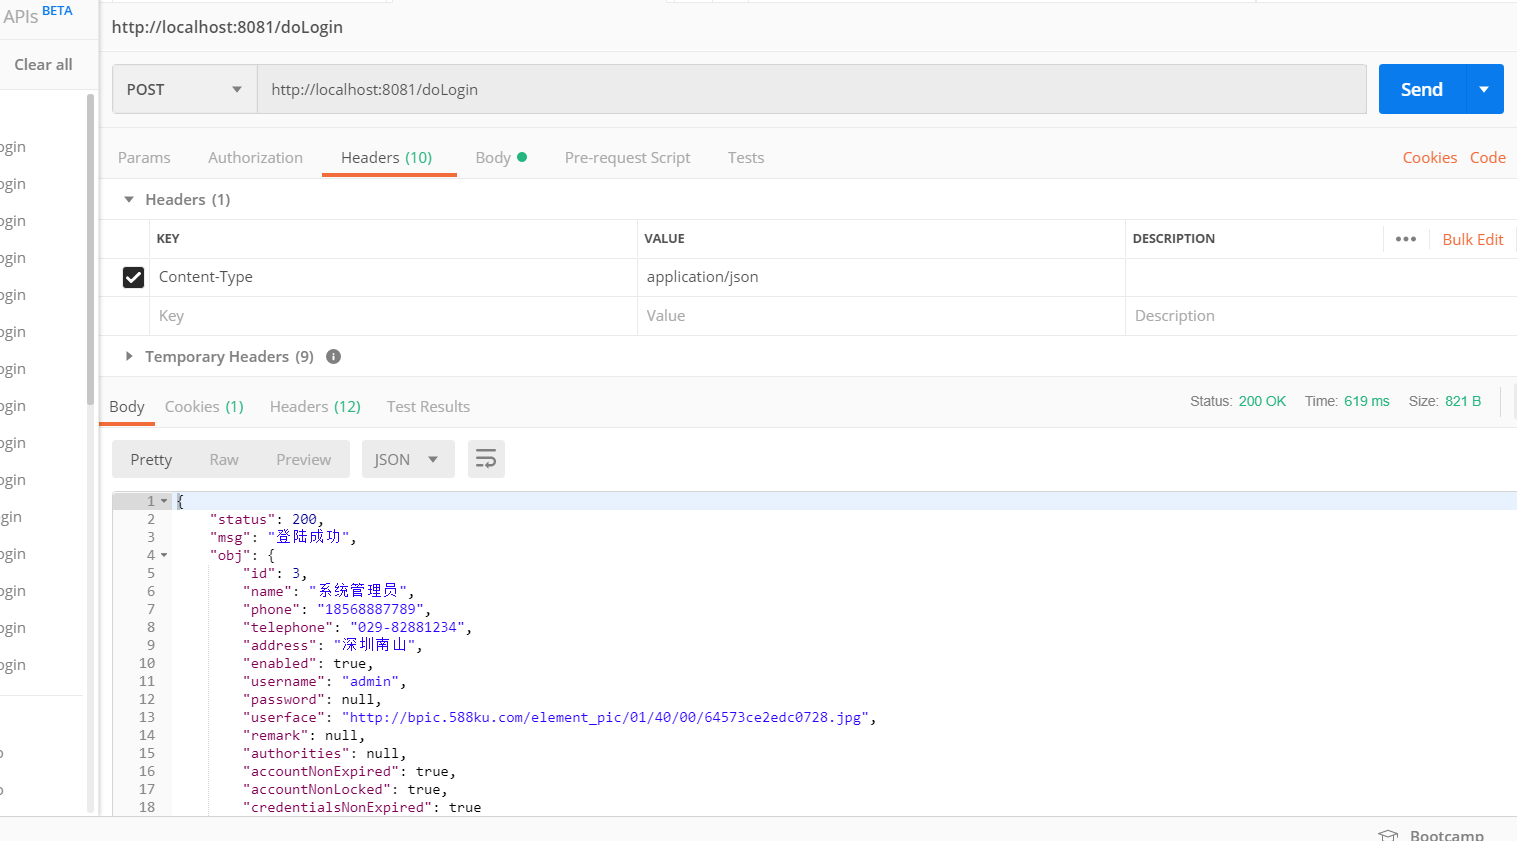 APIs BETA
Clear all
ogin
ogin
ogin
ogin
ogin
ogin
ogin
ogin
ogin
ogin
gin
ogin
ogin
ogin
ogin
http://localhost:8081/doLogin
POST http://localhost:8081/doLogin Send
Params Authorization Headers (10) Body Pre-request Script Tests Cookies Code
Headers (1)
KEY VALUE DESCRIPTION ••• Bulk Edit
Content-Type application/json
Key Value Description
Temporary Headers (9) i
Body Cookies (1) Headers (12) Test Results Status: 200 OK Time: 619 ms Size: 821 B
Pretty Raw Preview JSON
1 {
2 "status": 200,
3 "msg": "登陆成功",
4 "obj": {
5 "id": 3,
6 "name": "系统管理员",
7 "phone": "18568887789",
8 "telephone": "029-82881234",
9 "address": "深圳南山",
10 "enabled": true,
11 "username": "admin",
12 "password": null,
13 "userface": "http://bpic.588ku.com/element_pic/01/40/00/64573ce2edc0728.jpg",
14 "remark": null,
15 "authorities": null,
16 "accountNonExpired": true,
17 "accountNonLocked": true,
18 "credentialsNonExpired": true
Bootcamp